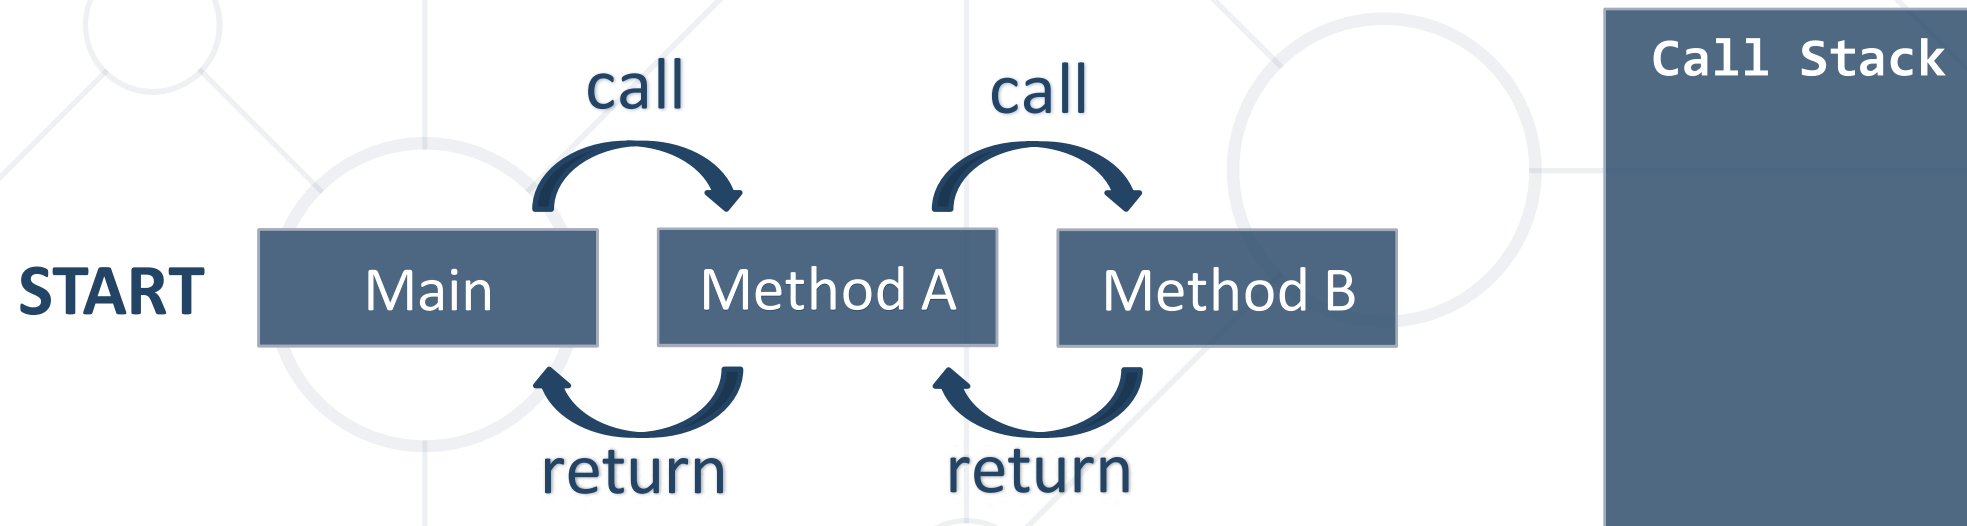 call
call
Call Stack
START
Main
Method A
Method B
return
return